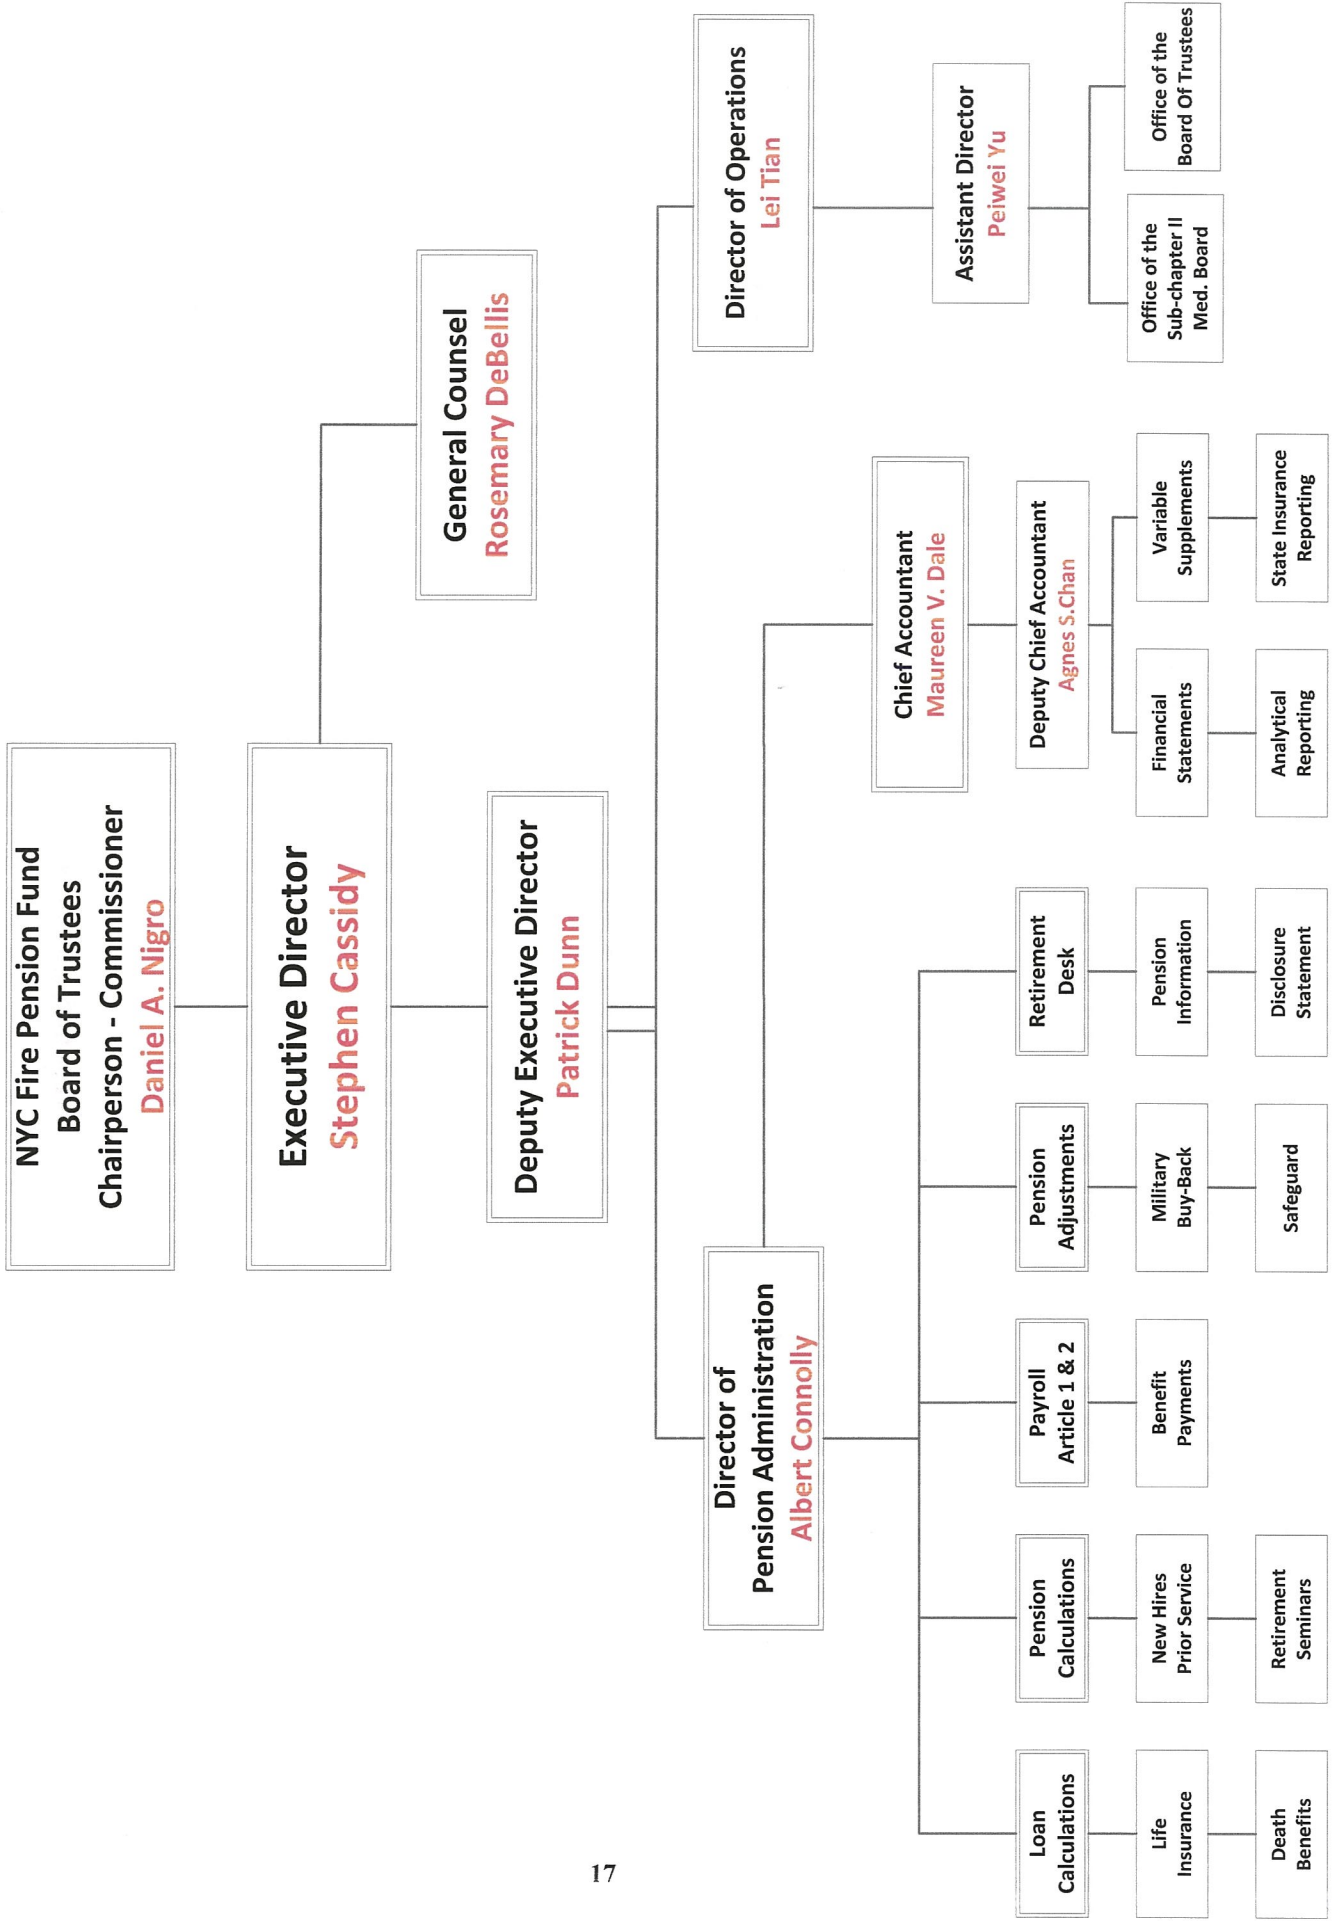 NYC Fire Pension Fund
Board of Trustees
Chairperson - Commissioner
Daniel A. Nigro
Executive Director
Stephen Cassidy
General Counsel
Rosemary DeBellis
Deputy Executive Director
Patrick Dunn
Director of
Pension Administration
Albert Connolly
Director of Operations
Lei Tian
Chief Accountant
Maureen V. Dale
Assistant Director
Peiwei Yu
Loan
Calculations
Life
Insurance
Death
Benefits
Pension
Calculations
New Hires
Prior Service
Retirement
Seminars
Payroll
Article 1 & 2
Benefit
Payments
Pension
Adjustments
Military
Buy-Back
Safeguard
Retirement
Desk
Pension
Information
Disclosure
Statement
Deputy Chief Accountant
Agnes S.Chan
Financial
Statements
Analytical
Reporting
Variable
Supplements
State Insurance
Reporting
Office of the
Sub-chapter II
Med. Board
Office of the
Board Of Trustees
17